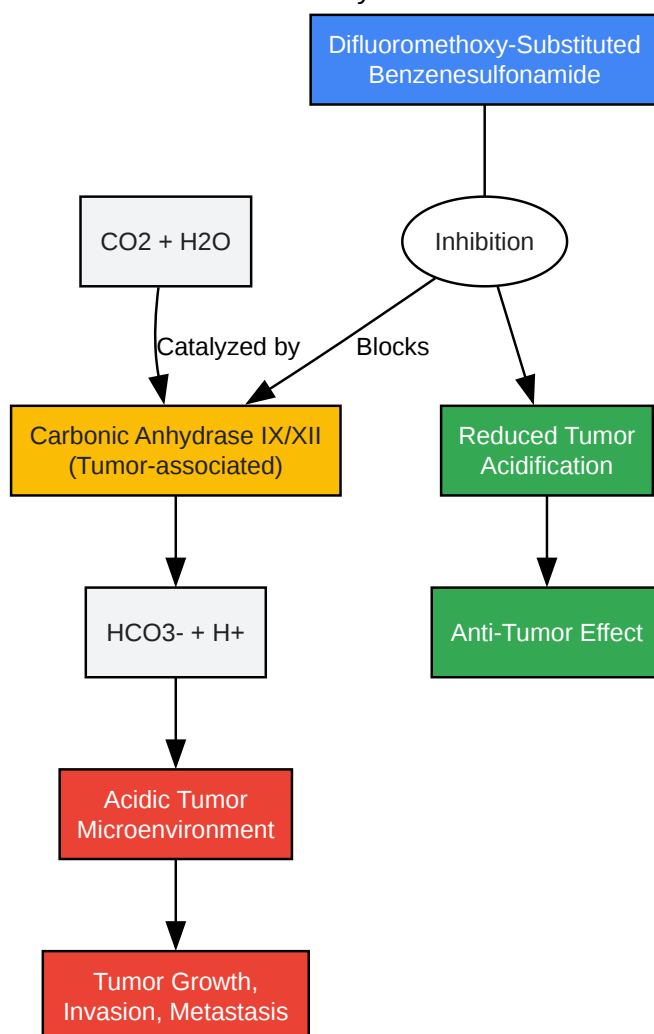 Difluoromethoxy-Substituted
Benzenesulfonamide
CO2 + H2O
Inhibition
Catalyzed by
Blocks
Carbonic Anhydrase IX/XII
(Tumor-associated)
Reduced Tumor
Acidification
HCO3- + H+
Anti-Tumor Effect
Acidic Tumor
Microenvironment
Tumor Growth,
Invasion, Metastasis